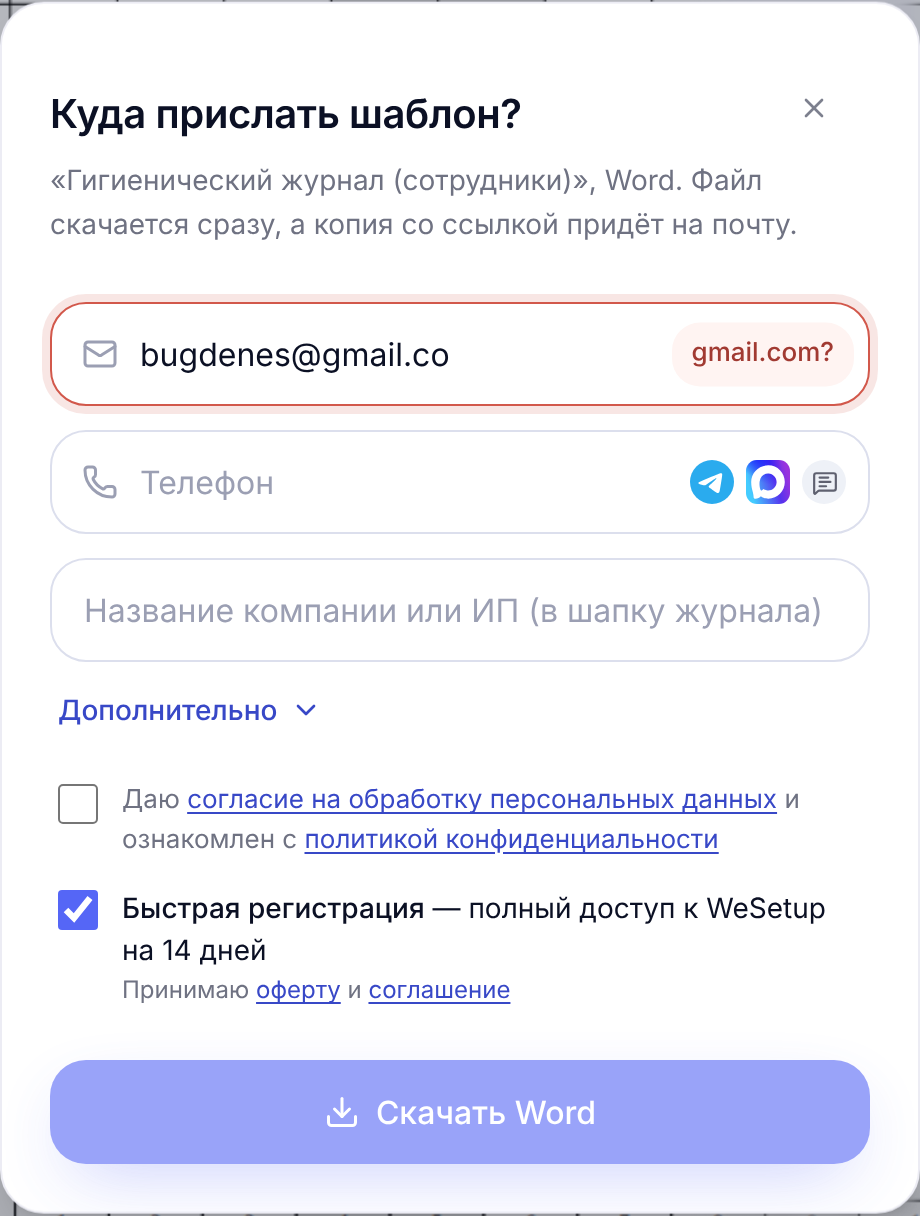 Куда прислать шаблон?
«Гигиенический журнал (сотрудники)», Word. Файл
скачается сразу, а копия со ссылкой придёт на почту.
bugdenes@gmail.co
gmail.com?
Телефон
Название компании или ИП (в шапку журнала)
Дополнительно
Даю согласие на обработку персональных данных и
ознакомлен с политикой конфиденциальности
Быстрая регистрация — полный доступ к WeSetup
на 14 дней
Принимаю оферту и соглашение
Скачать Word